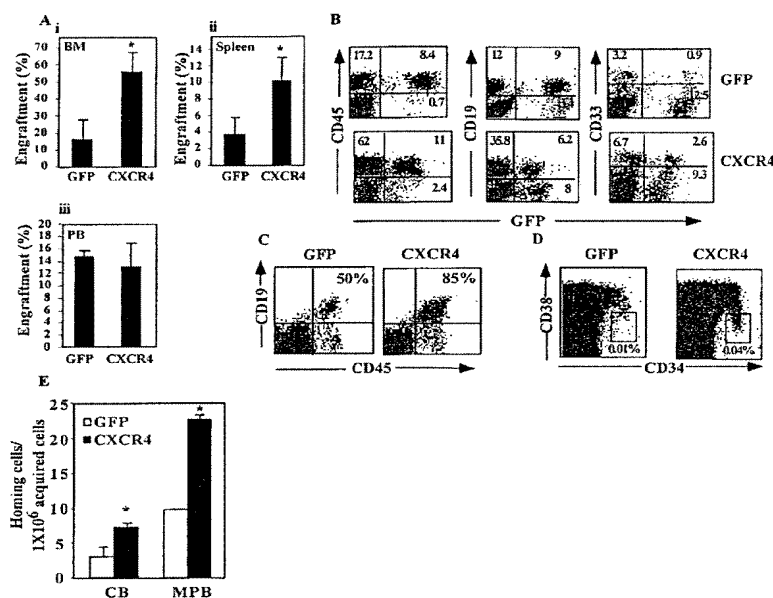 A
i
BM
*
Engraftment (%)
70
60
50
40
30
20
10
0
GFP CXCR4
ii
Spleen
*
Engraftment (%)
14
12
10
8
6
4
2
0
GFP CXCR4
iii
PB
Engraftment (%)
20
18
16
14
12
10
8
6
4
2
0
GFP CXCR4
B
CD45
17.2 8.4
0.7
CD19
12 9
CD33
3.2 0.9
GFP
62 11
2.4
35.8 6.2
8
6.7 2.6
9.3
CXCR4
GFP
C
GFP CXCR4
CD19
50% 85%
CD45
D
GFP CXCR4
CD38
0.01% 0.04%
CD34
E
GFP
CXCR4
*
*
Homing cells/
1X10⁶ acquired cells
25
20
15
10
5
0
CB MPB